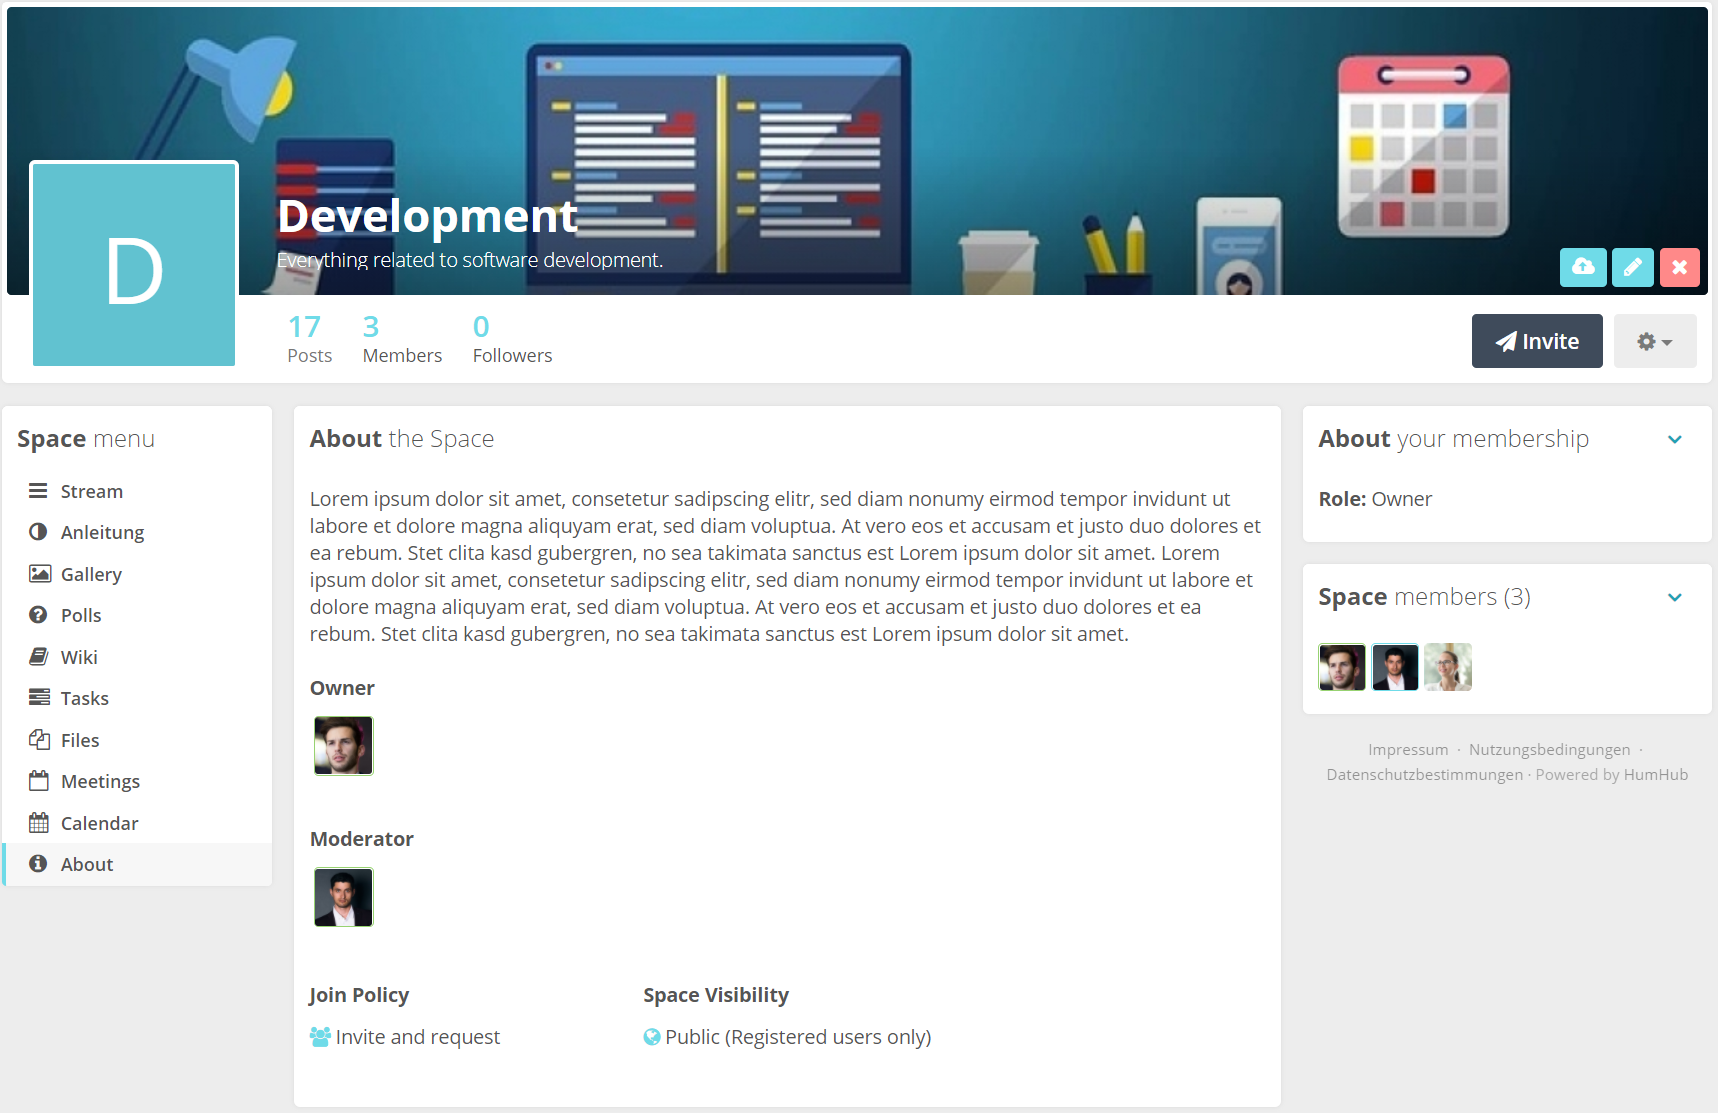 Development
Everything related to software development.
D
17 3 0
Posts Members Followers
Invite
Space menu
Stream
Anleitung
Gallery
Polls
Wiki
Tasks
Files
Meetings
Calendar
About
About the Space
Lorem ipsum dolor sit amet, consetetur sadipscing elitr, sed diam nonumy eirmod tempor invidunt ut
labore et dolore magna aliquyam erat, sed diam voluptua. At vero eos et accusam et justo duo dolores et
ea rebum. Stet clita kasd gubergren, no sea takimata sanctus est Lorem ipsum dolor sit amet. Lorem
ipsum dolor sit amet, consetetur sadipscing elitr, sed diam nonumy eirmod tempor invidunt ut labore et
dolore magna aliquyam erat, sed diam voluptua. At vero eos et accusam et justo duo dolores et ea
rebum. Stet clita kasd gubergren, no sea takimata sanctus est Lorem ipsum dolor sit amet.
Owner
Moderator
Join Policy Space Visibility
Invite and request Public (Registered users only)
About your membership
Role: Owner
Space members (3)
Impressum · Nutzungsbedingungen ·
Datenschutzbestimmungen · Powered by HumHub